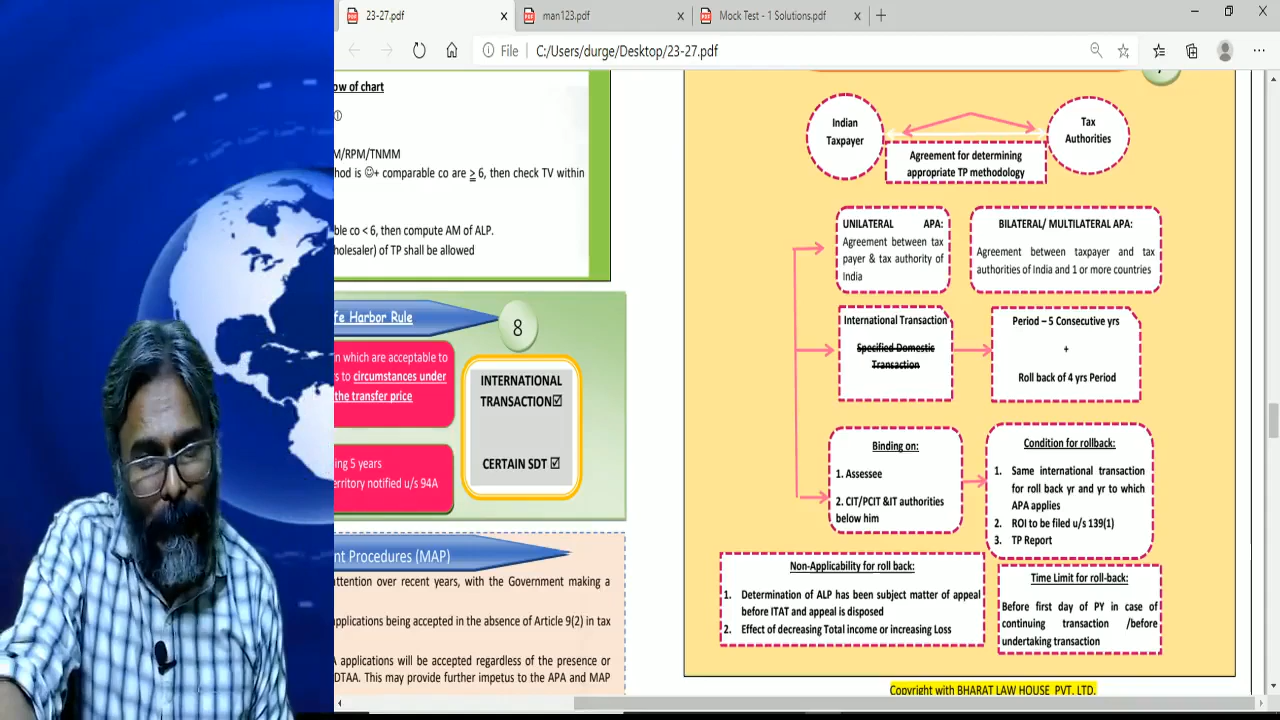 23-27.pdf
man123.pdf
Mock Test - 1 Solutions.pdf
File
C:/Users/durge/Desktop/23-27.pdf
ow of chart
M/RPM/TNMM
hod is ☺+ comparable co are ≥ 6, then check TV within
ble co < 6, then compute AM of ALP.
holesaler) of TP shall be allowed
fe Harbor Rule
8
n which are acceptable to
s to circumstances under
the transfer price
ing 5 years
erritory notified u/s 94A
INTERNATIONAL
TRANSACTION☑
CERTAIN SDT ☑
nt Procedures (MAP)
attention over recent years, with the Government making a
pplications being accepted in the absence of Article 9(2) in tax
A applications will be accepted regardless of the presence or
DTAA. This may provide further impetus to the APA and MAP
Indian
Taxpayer
Tax
Authorities
Agreement for determining
appropriate TP methodology
UNILATERAL APA:
Agreement between tax
payer & tax authority of
India
BILATERAL/ MULTILATERAL APA:
Agreement between taxpayer and tax
authorities of India and 1 or more countries
International Transaction
Specified Domestic
Transaction
Period – 5 Consecutive yrs
+
Roll back of 4 yrs Period
Binding on:
1. Assessee
2. CIT/PCIT &IT authorities
below him
Condition for rollback:
1. Same international transaction
for roll back yr and yr to which
APA applies
2. ROI to be filed u/s 139(1)
3. TP Report
Non-Applicability for roll back:
1. Determination of ALP has been subject matter of appeal
before ITAT and appeal is disposed
2. Effect of decreasing Total income or increasing Loss
Time Limit for roll-back:
Before first day of PY in case of
continuing transaction /before
undertaking transaction
Copyright with BHARAT LAW HOUSE PVT. LTD.